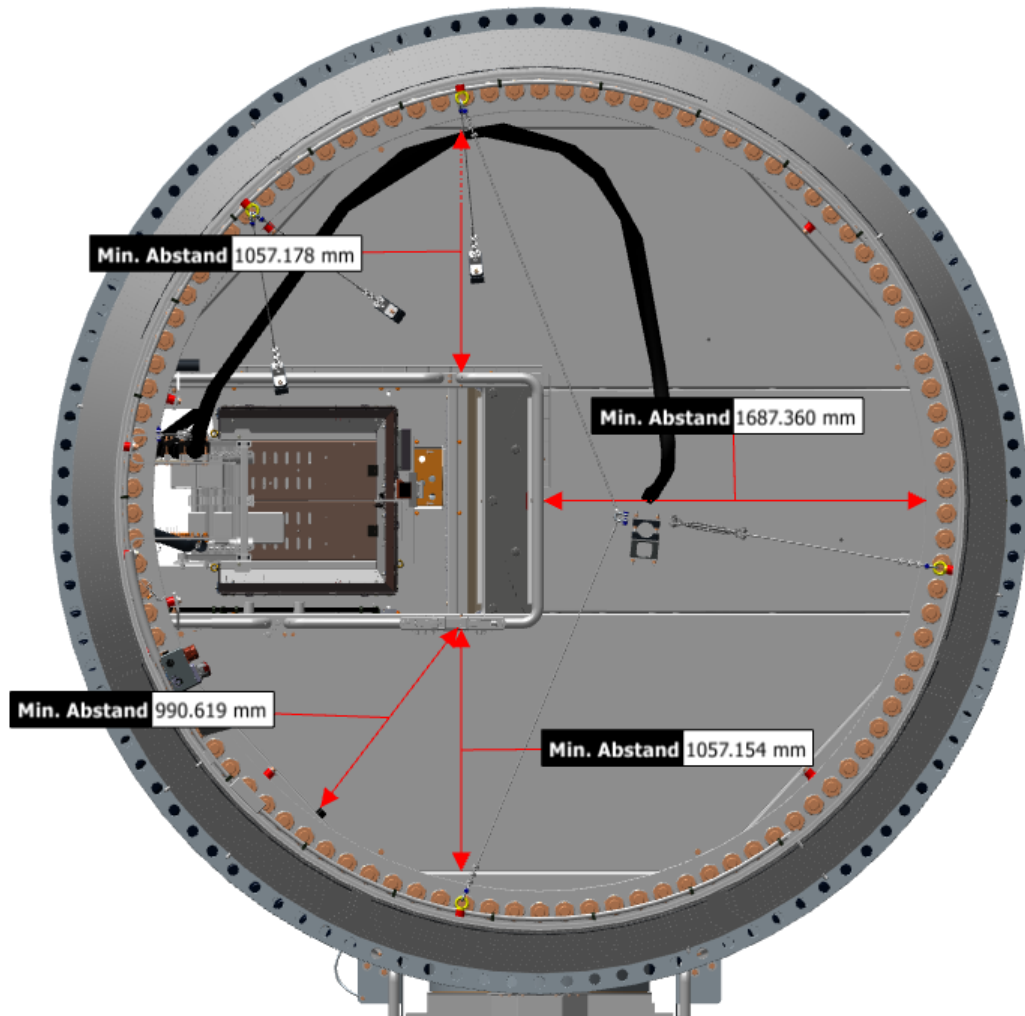 Min. Abstand 1057.178 mm
Min. Abstand 1687.360 mm
Min. Abstand 990.619 mm
Min. Abstand 1057.154 mm